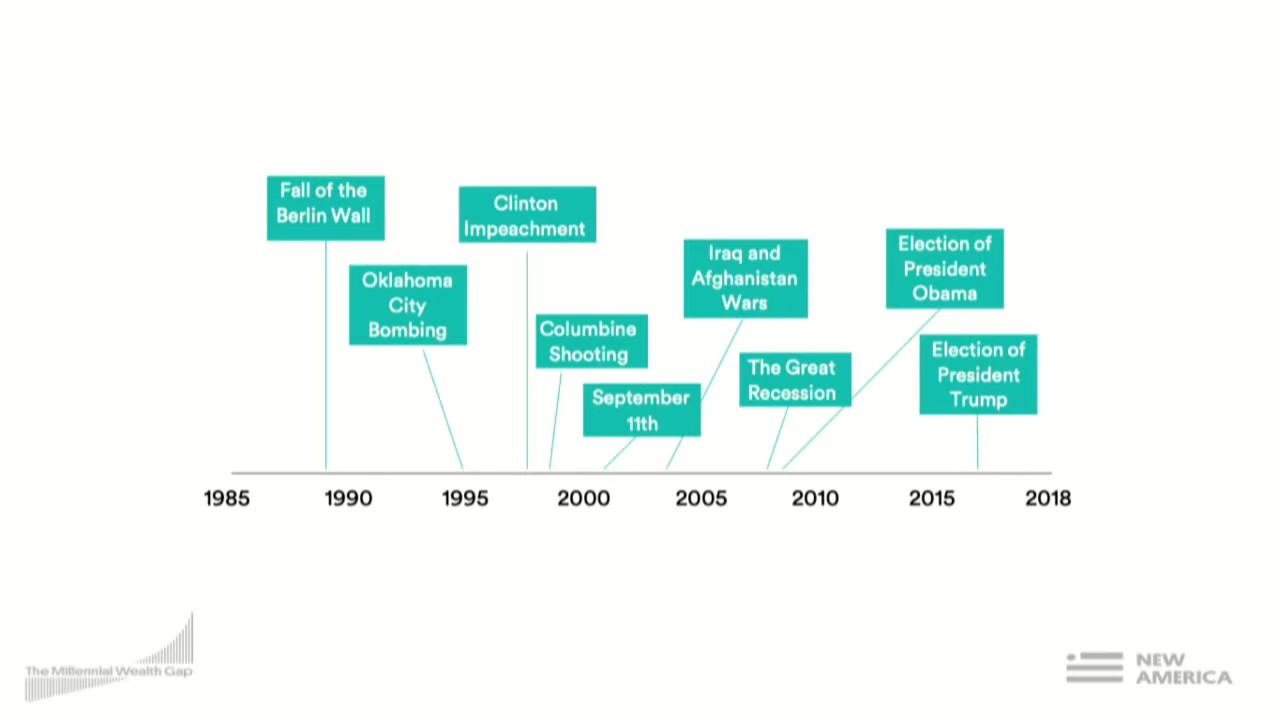 Fall of the
Berlin Wall
Oklahoma
City
Bombing
Clinton
Impeachment
Columbine
Shooting
September
11th
Iraq and
Afghanistan
Wars
The Great
Recession
Election of
President
Obama
Election of
President
Trump
1985 1990 1995 2000 2005 2010 2015 2018
The Millennial Wealth Gap
NEW
AMERICA